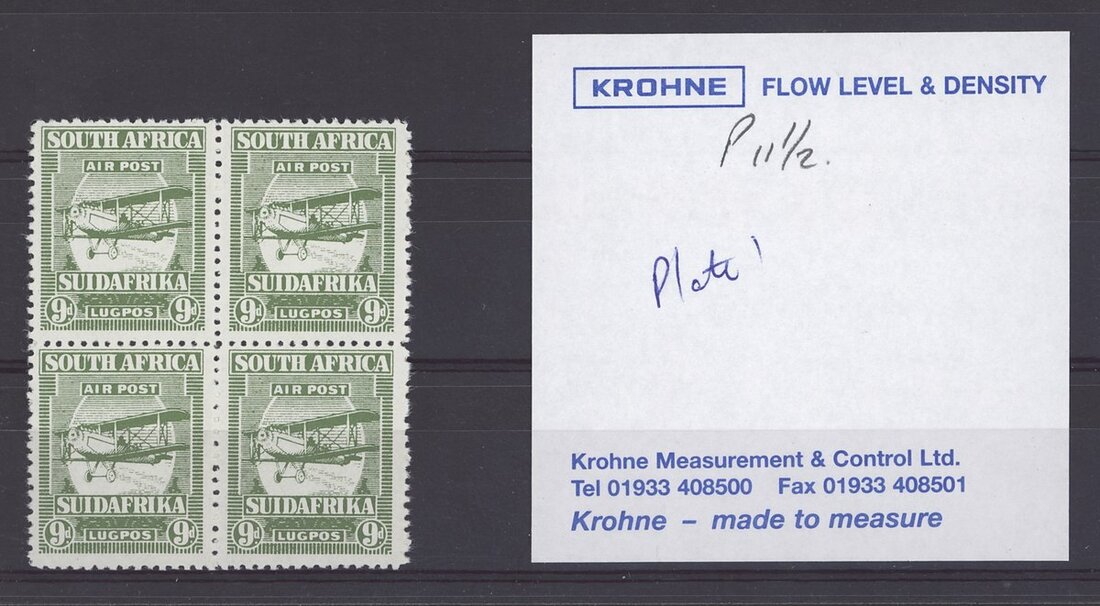 SOUTH AFRICA
AIR POST
SUIDAFRIKA
9d LUGPOS 9d
SOUTH AFRICA
AIR POST
SUIDAFRIKA
9d LUGPOS 9d
SOUTH AFRICA
AIR POST
SUIDAFRIKA
9d LUGPOS 9d
SOUTH AFRICA
AIR POST
SUIDAFRIKA
9d LUGPOS 9d
KROHNE FLOW LEVEL & DENSITY
P 11½.
Plate 1
Krohne Measurement & Control Ltd.
Tel 01933 408500 Fax 01933 408501
Krohne – made to measure